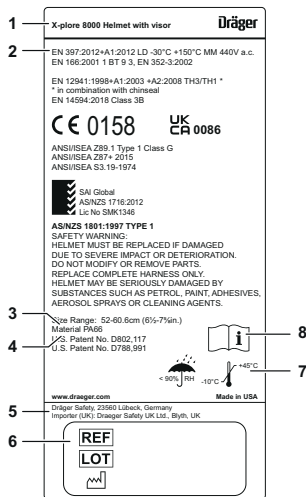 1
X-plore 8000 Helmet with visor
Dräger
2
EN 397:2012+A1:2012 LD -30°C +150°C MM 440V a.c.
EN 166:2001 1 BT 9 3, EN 352-3:2002
EN 12941:1998+A1:2003 +A2:2008 TH3/TH1 *
* in combination with chinseal
EN 14594:2018 Class 3B
CE 0158
UK CA 0086
ANSI/ISEA Z89.1 Type 1 Class G
ANSI/ISEA Z87+ 2015
ANSI/ISEA S3.19-1974
SAI Global
AS/NZS 1716:2012
Lic No SMK1346
AS/NZS 1801:1997 TYPE 1
SAFETY WARNING:
HELMET MUST BE REPLACED IF DAMAGED
DUE TO SEVERE IMPACT OR DETERIORATION.
DO NOT MODIFY OR REMOVE PARTS.
REPLACE COMPLETE HARNESS ONLY.
HELMET MAY BE SERIOUSLY DAMAGED BY
SUBSTANCES SUCH AS PETROL, PAINT, ADHESIVES,
AEROSOL SPRAYS OR CLEANING AGENTS.
3
Size Range: 52-60.6cm (6½-7⅝in.)
Material PA66
4
U.S. Patent No. D802,117
U.S. Patent No. D788,991
i
8
< 90% RH
-10°C
+45°C
7
www.draeger.com
Made in USA
5
Dräger Safety, 23560 Lübeck, Germany
Importer (UK): Draeger Safety UK Ltd., Blyth, UK
6
REF
LOT